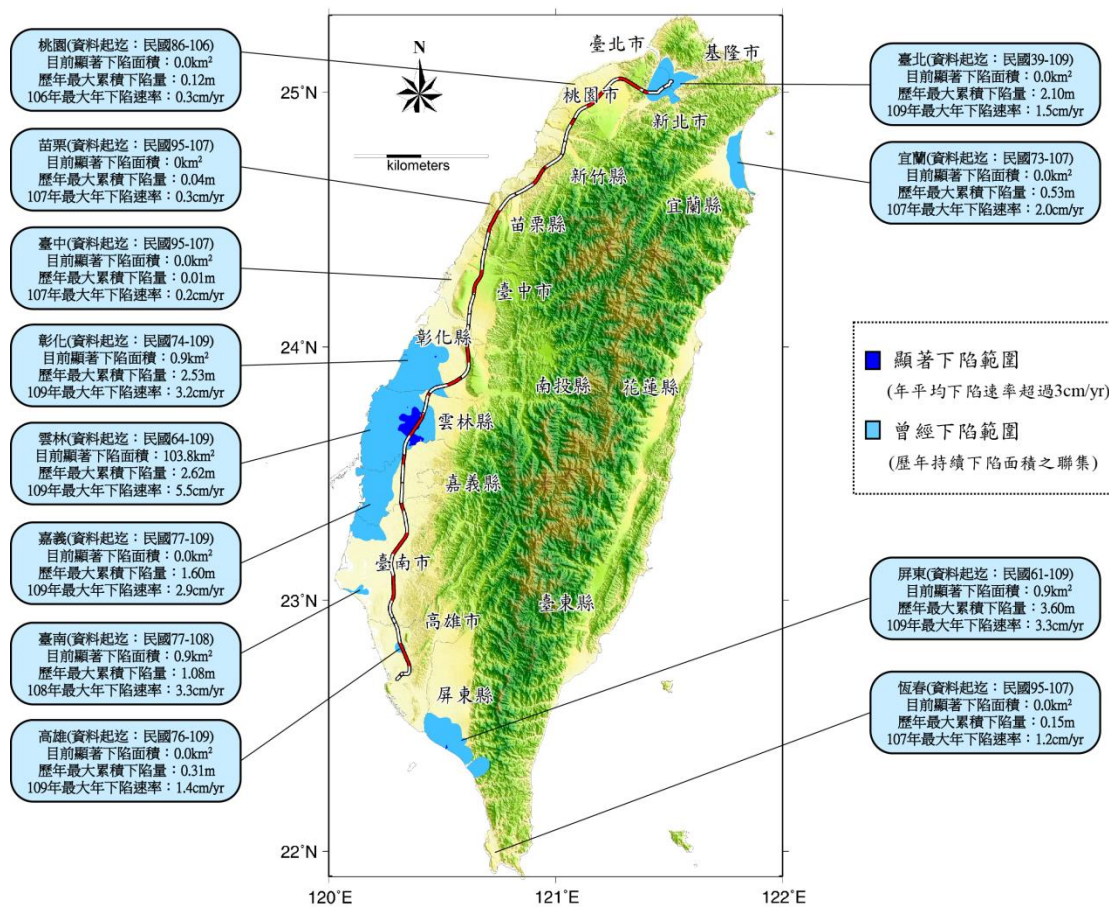 桃園(資料起迄：民國86-106)
目前顯著下陷面積：0.0km²
歷年最大累積下陷量：0.12m
106年最大年下陷速率：0.3cm/yr
苗栗(資料起迄：民國95-107)
目前顯著下陷面積：0km²
歷年最大累積下陷量：0.04m
107年最大年下陷速率：0.3cm/yr
臺中(資料起迄：民國95-107)
目前顯著下陷面積：0.0km²
歷年最大累積下陷量：0.01m
107年最大年下陷速率：0.2cm/yr
彰化(資料起迄：民國74-109)
目前顯著下陷面積：0.9km²
歷年最大累積下陷量：2.53m
109年最大年下陷速率：3.2cm/yr
雲林(資料起迄：民國64-109)
目前顯著下陷面積：103.8km²
歷年最大累積下陷量：2.62m
109年最大年下陷速率：5.5cm/yr
嘉義(資料起迄：民國77-109)
目前顯著下陷面積：0.0km²
歷年最大累積下陷量：1.60m
109年最大年下陷速率：2.9cm/yr
臺南(資料起迄：民國77-108)
目前顯著下陷面積：0.9km²
歷年最大累積下陷量：1.08m
108年最大年下陷速率：3.3cm/yr
高雄(資料起迄：民國76-109)
目前顯著下陷面積：0.0km²
歷年最大累積下陷量：0.31m
109年最大年下陷速率：1.4cm/yr
N
kilometers
臺北市
基隆市
桃園市
新北市
新竹縣
宜蘭縣
苗栗縣
臺中市
彰化縣
南投縣
花蓮縣
雲林縣
嘉義縣
臺南市
臺東縣
高雄市
屏東縣
25°N
24°N
23°N
22°N
120°E
121°E
122°E
臺北(資料起迄：民國39-109)
目前顯著下陷面積：0.0km²
歷年最大累積下陷量：2.10m
109年最大年下陷速率：1.5cm/yr
宜蘭(資料起迄：民國73-107)
目前顯著下陷面積：0.0km²
歷年最大累積下陷量：0.53m
107年最大年下陷速率：2.0cm/yr
顯著下陷範圍
(年平均下陷速率超過3cm/yr)
曾經下陷範圍
(歷年持續下陷面積之聯集)
屏東(資料起迄：民國61-109)
目前顯著下陷面積：0.9km²
歷年最大累積下陷量：3.60m
109年最大年下陷速率：3.3cm/yr
恆春(資料起迄：民國95-107)
目前顯著下陷面積：0.0km²
歷年最大累積下陷量：0.15m
107年最大年下陷速率：1.2cm/yr